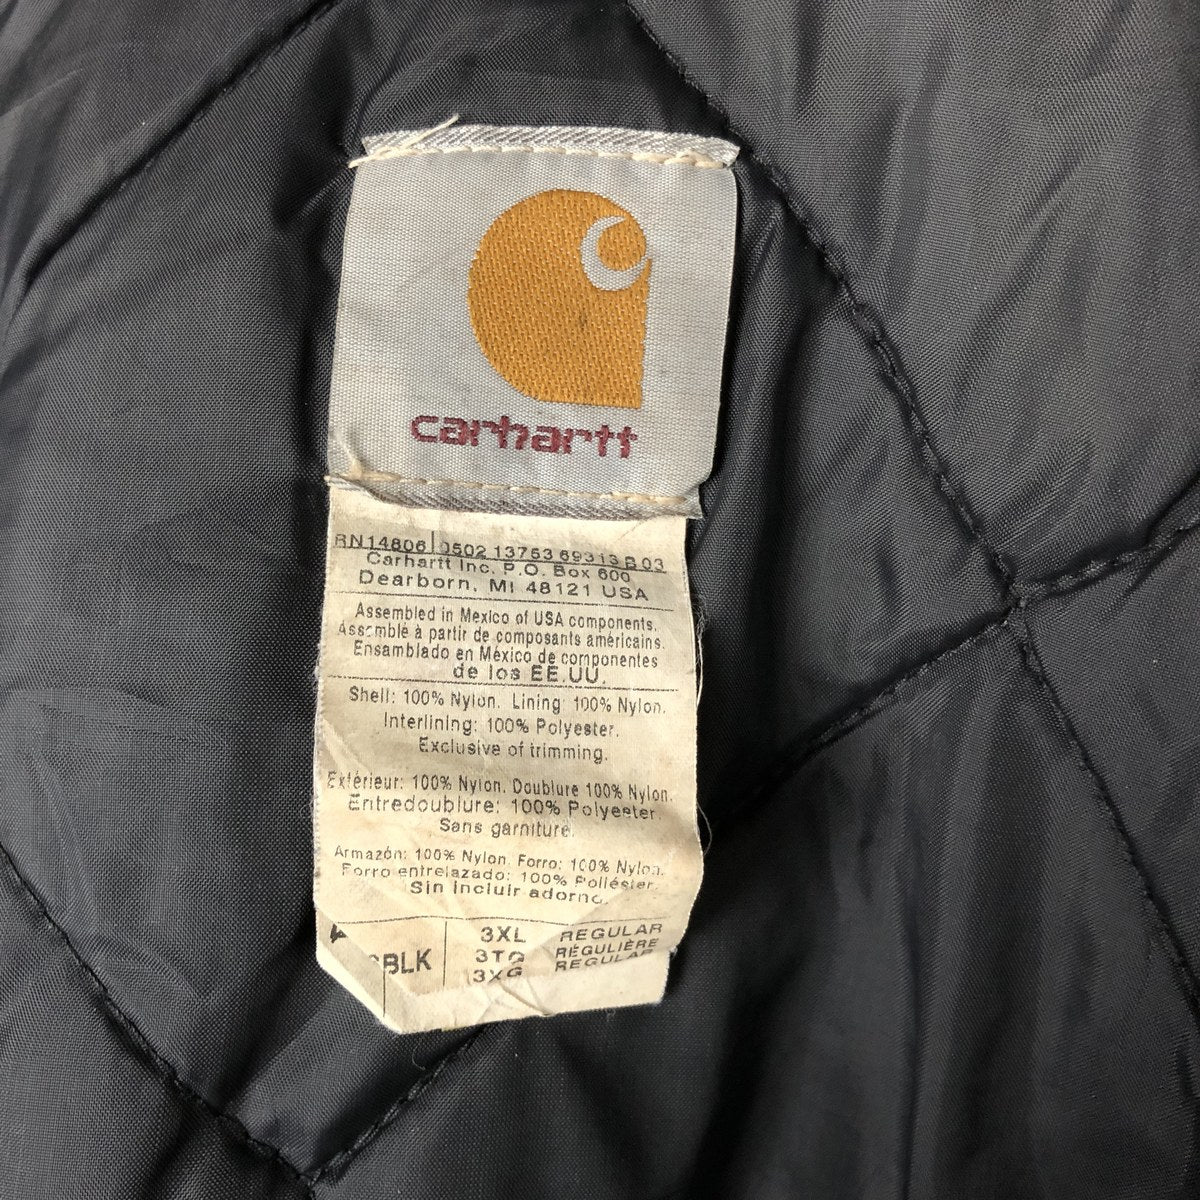 carhartt
RN14806 0502 13753 69313 B 03
Carhartt Inc. P.O. Box 600
Dearborn, MI 48121 USA
Assembled in Mexico of USA components.
Assemblé à partir de composants américains.
Ensamblado en México de componentes
de los EE.UU.
Shell: 100% Nylon. Lining: 100% Nylon.
Interlining: 100% Polyester.
Exclusive of trimming.
Extérieur: 100% Nylon. Doublure 100% Nylon.
Entredoublure: 100% Polyester.
Sans garniture.
Armazón: 100% Nylon. Forro: 100% Nylon.
Forro entrelazado: 100% Poliéster.
Sin incluir adorno.
BLK
3XL REGULAR
3TG RÉGULIÈRE
3XG REGULAR